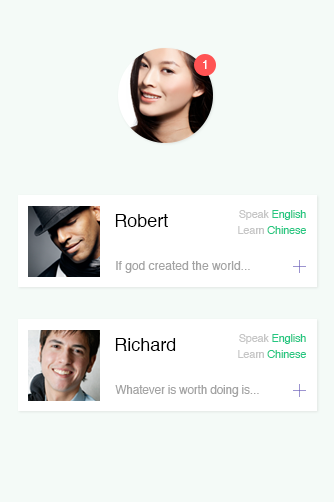 1
Robert
Speak English
Learn Chinese
If god created the world...
Richard
Speak English
Learn Chinese
Whatever is worth doing is...